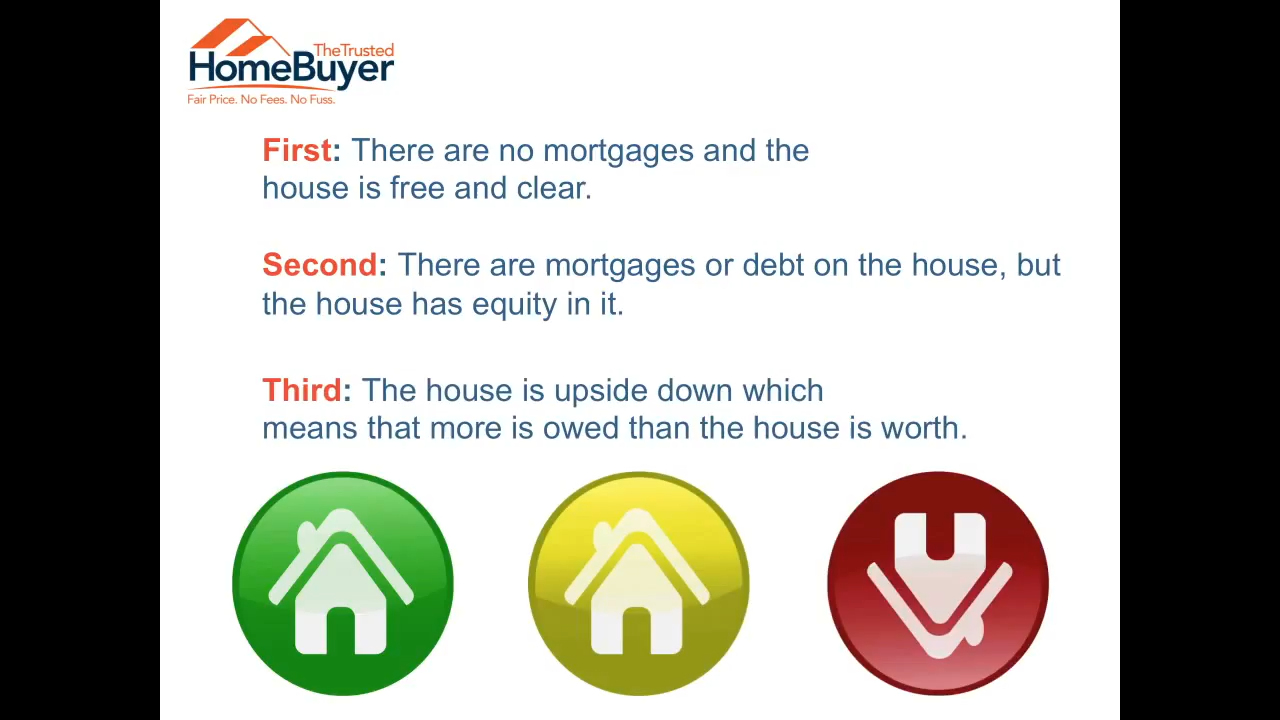 TheTrusted
HomeBuyer
Fair Price. No Fees. No Fuss.
First: There are no mortgages and the
house is free and clear.
Second: There are mortgages or debt on the house, but
the house has equity in it.
Third: The house is upside down which
means that more is owed than the house is worth.